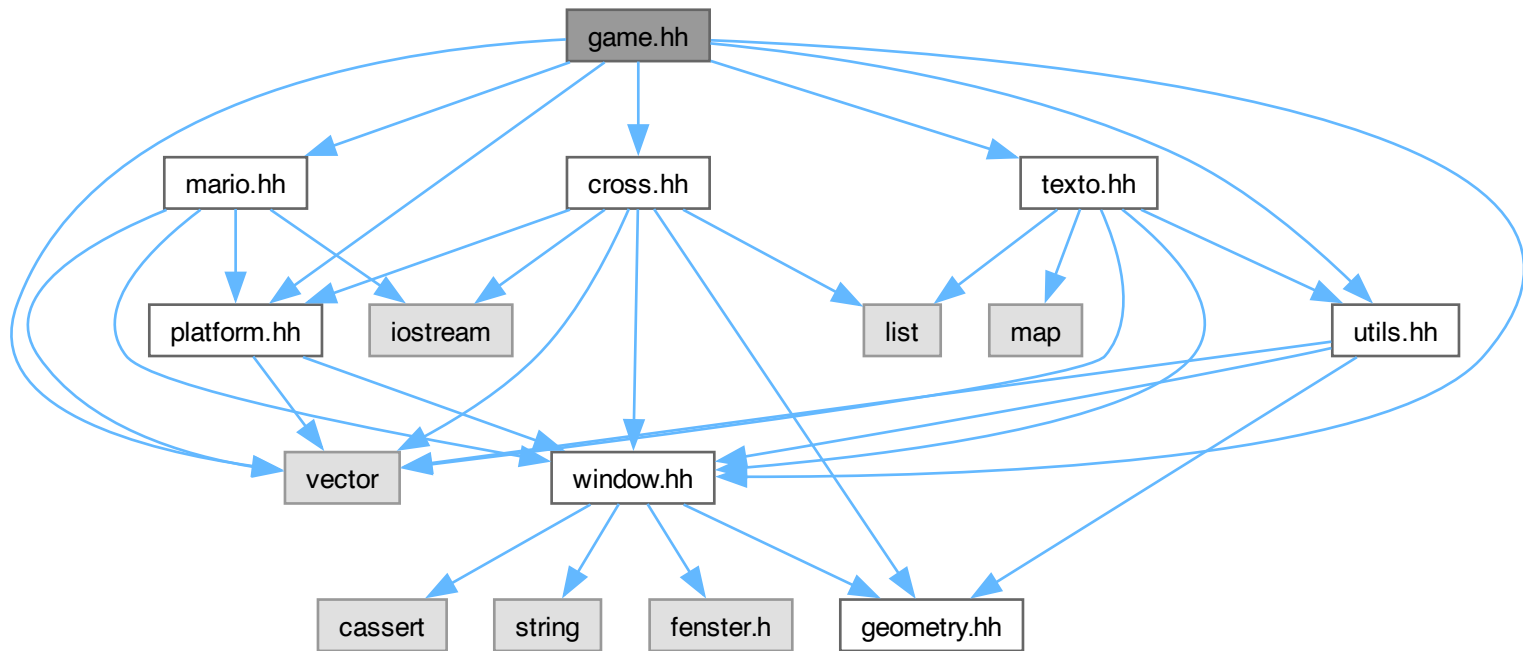 game.hh
mario.hh
cross.hh
texto.hh
platform.hh
iostream
list
map
utils.hh
vector
window.hh
cassert
string
fenster.h
geometry.hh